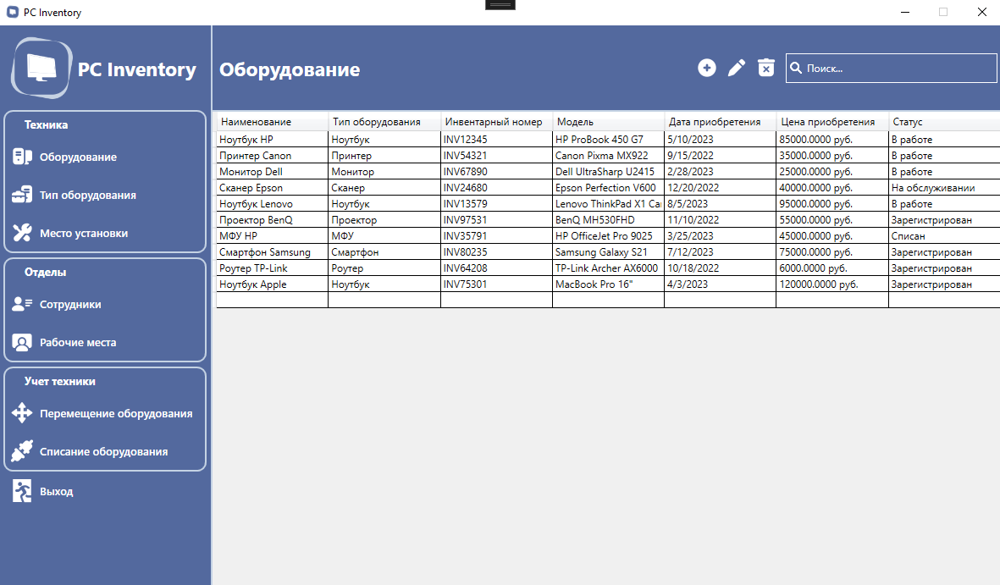 PC Inventory
PC Inventory
Оборудование
Поиск...
Техника
Оборудование
Тип оборудования
Место установки
Отделы
Сотрудники
Рабочие места
Учет техники
Перемещение оборудования
Списание оборудования
Выход
Наименование Тип оборудования Инвентарный номер Модель Дата приобретения Цена приобретения Статус
Ноутбук HP Ноутбук INV12345 HP ProBook 450 G7 5/10/2023 85000.0000 руб. В работе
Принтер Canon Принтер INV54321 Canon Pixma MX922 9/15/2022 35000.0000 руб. В работе
Монитор Dell Монитор INV67890 Dell UltraSharp U2415 2/28/2023 25000.0000 руб. В работе
Сканер Epson Сканер INV24680 Epson Perfection V600 12/20/2022 40000.0000 руб. На обслуживании
Ноутбук Lenovo Ноутбук INV13579 Lenovo ThinkPad X1 Car 8/5/2023 95000.0000 руб. В работе
Проектор BenQ Проектор INV97531 BenQ MH530FHD 11/10/2022 55000.0000 руб. Зарегистрирован
МФУ HP МФУ INV35791 HP OfficeJet Pro 9025 3/25/2023 45000.0000 руб. Списан
Смартфон Samsung Смартфон INV80235 Samsung Galaxy S21 7/12/2023 75000.0000 руб. Зарегистрирован
Роутер TP-Link Роутер INV64208 TP-Link Archer AX6000 10/18/2022 6000.0000 руб. Зарегистрирован
Ноутбук Apple Ноутбук INV75301 MacBook Pro 16" 4/3/2023 120000.0000 руб. Зарегистрирован